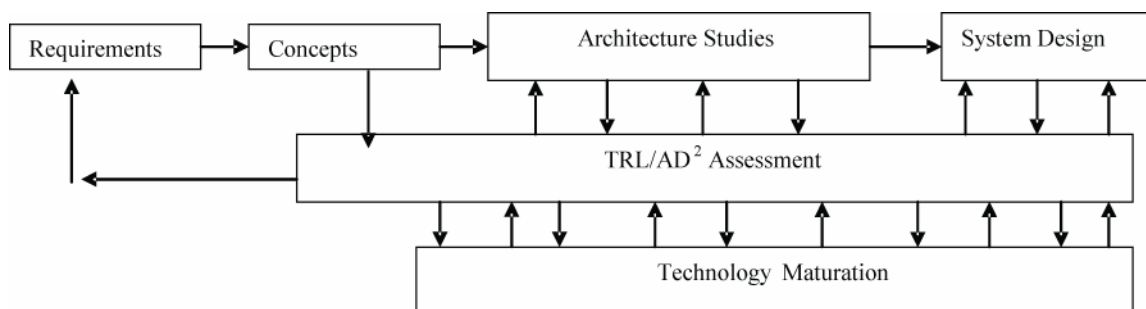 Requirements
Concepts
Architecture Studies
System Design
TRL/AD² Assessment
Technology Maturation